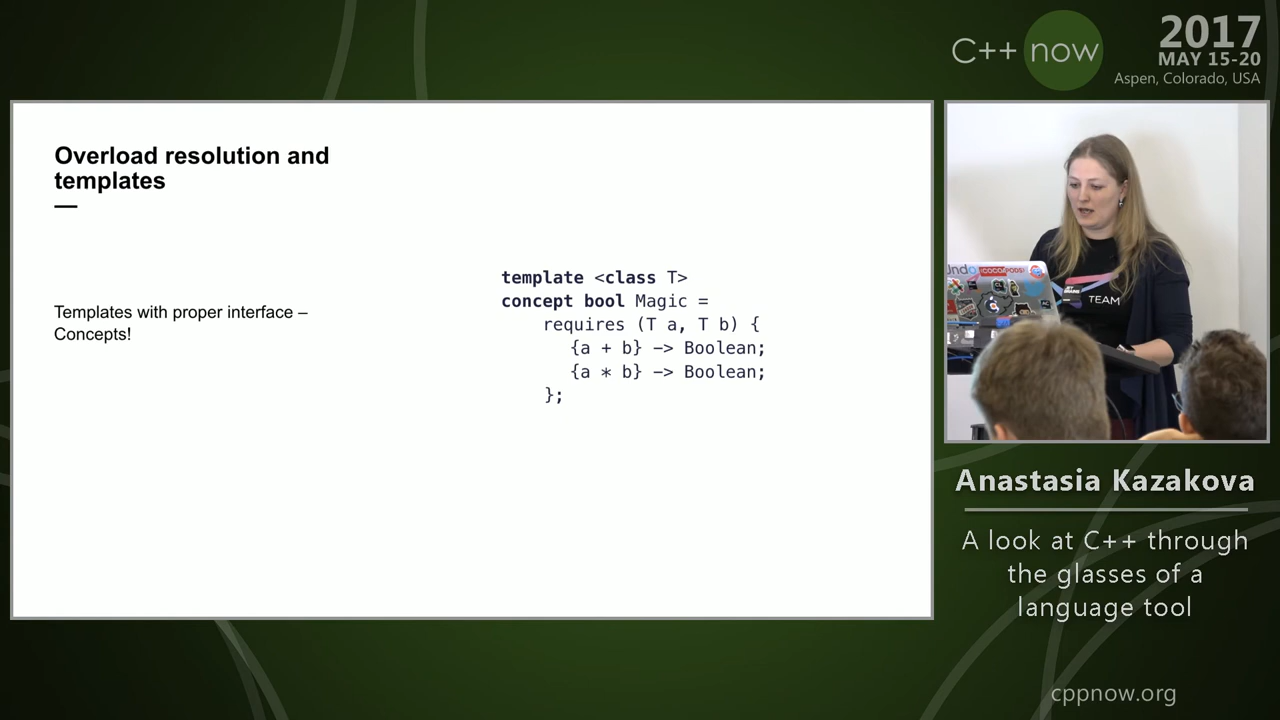 C++ now
2017
MAY 15-20
Aspen, Colorado, USA
Overload resolution and
templates
Templates with proper interface –
Concepts!
template <class T>
concept bool Magic =
requires (T a, T b) {
{a + b} –> Boolean;
{a * b} –> Boolean;
};
TEAM
Anastasia Kazakova
A look at C++ through
the glasses of a
language tool
cppnow.org